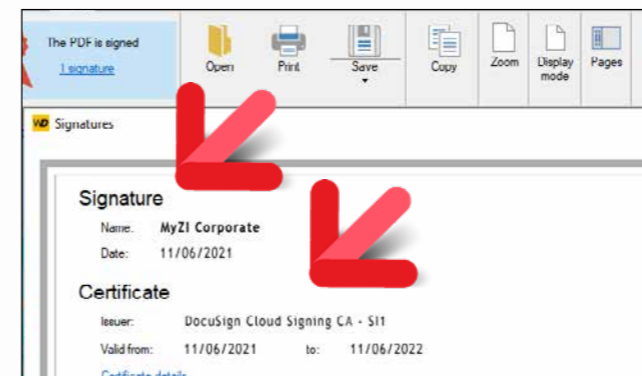 The PDF is signed
1 signature
Open
Print
Save
Copy
Zoom
Display
mode
Pages
WD Signatures
Signature
Name: MyZI Corporate
Date: 11/06/2021
Certificate
Issuer: DocuSign Cloud Signing CA - SI1
Valid from: 11/06/2021 to: 11/06/2022
Certificate details